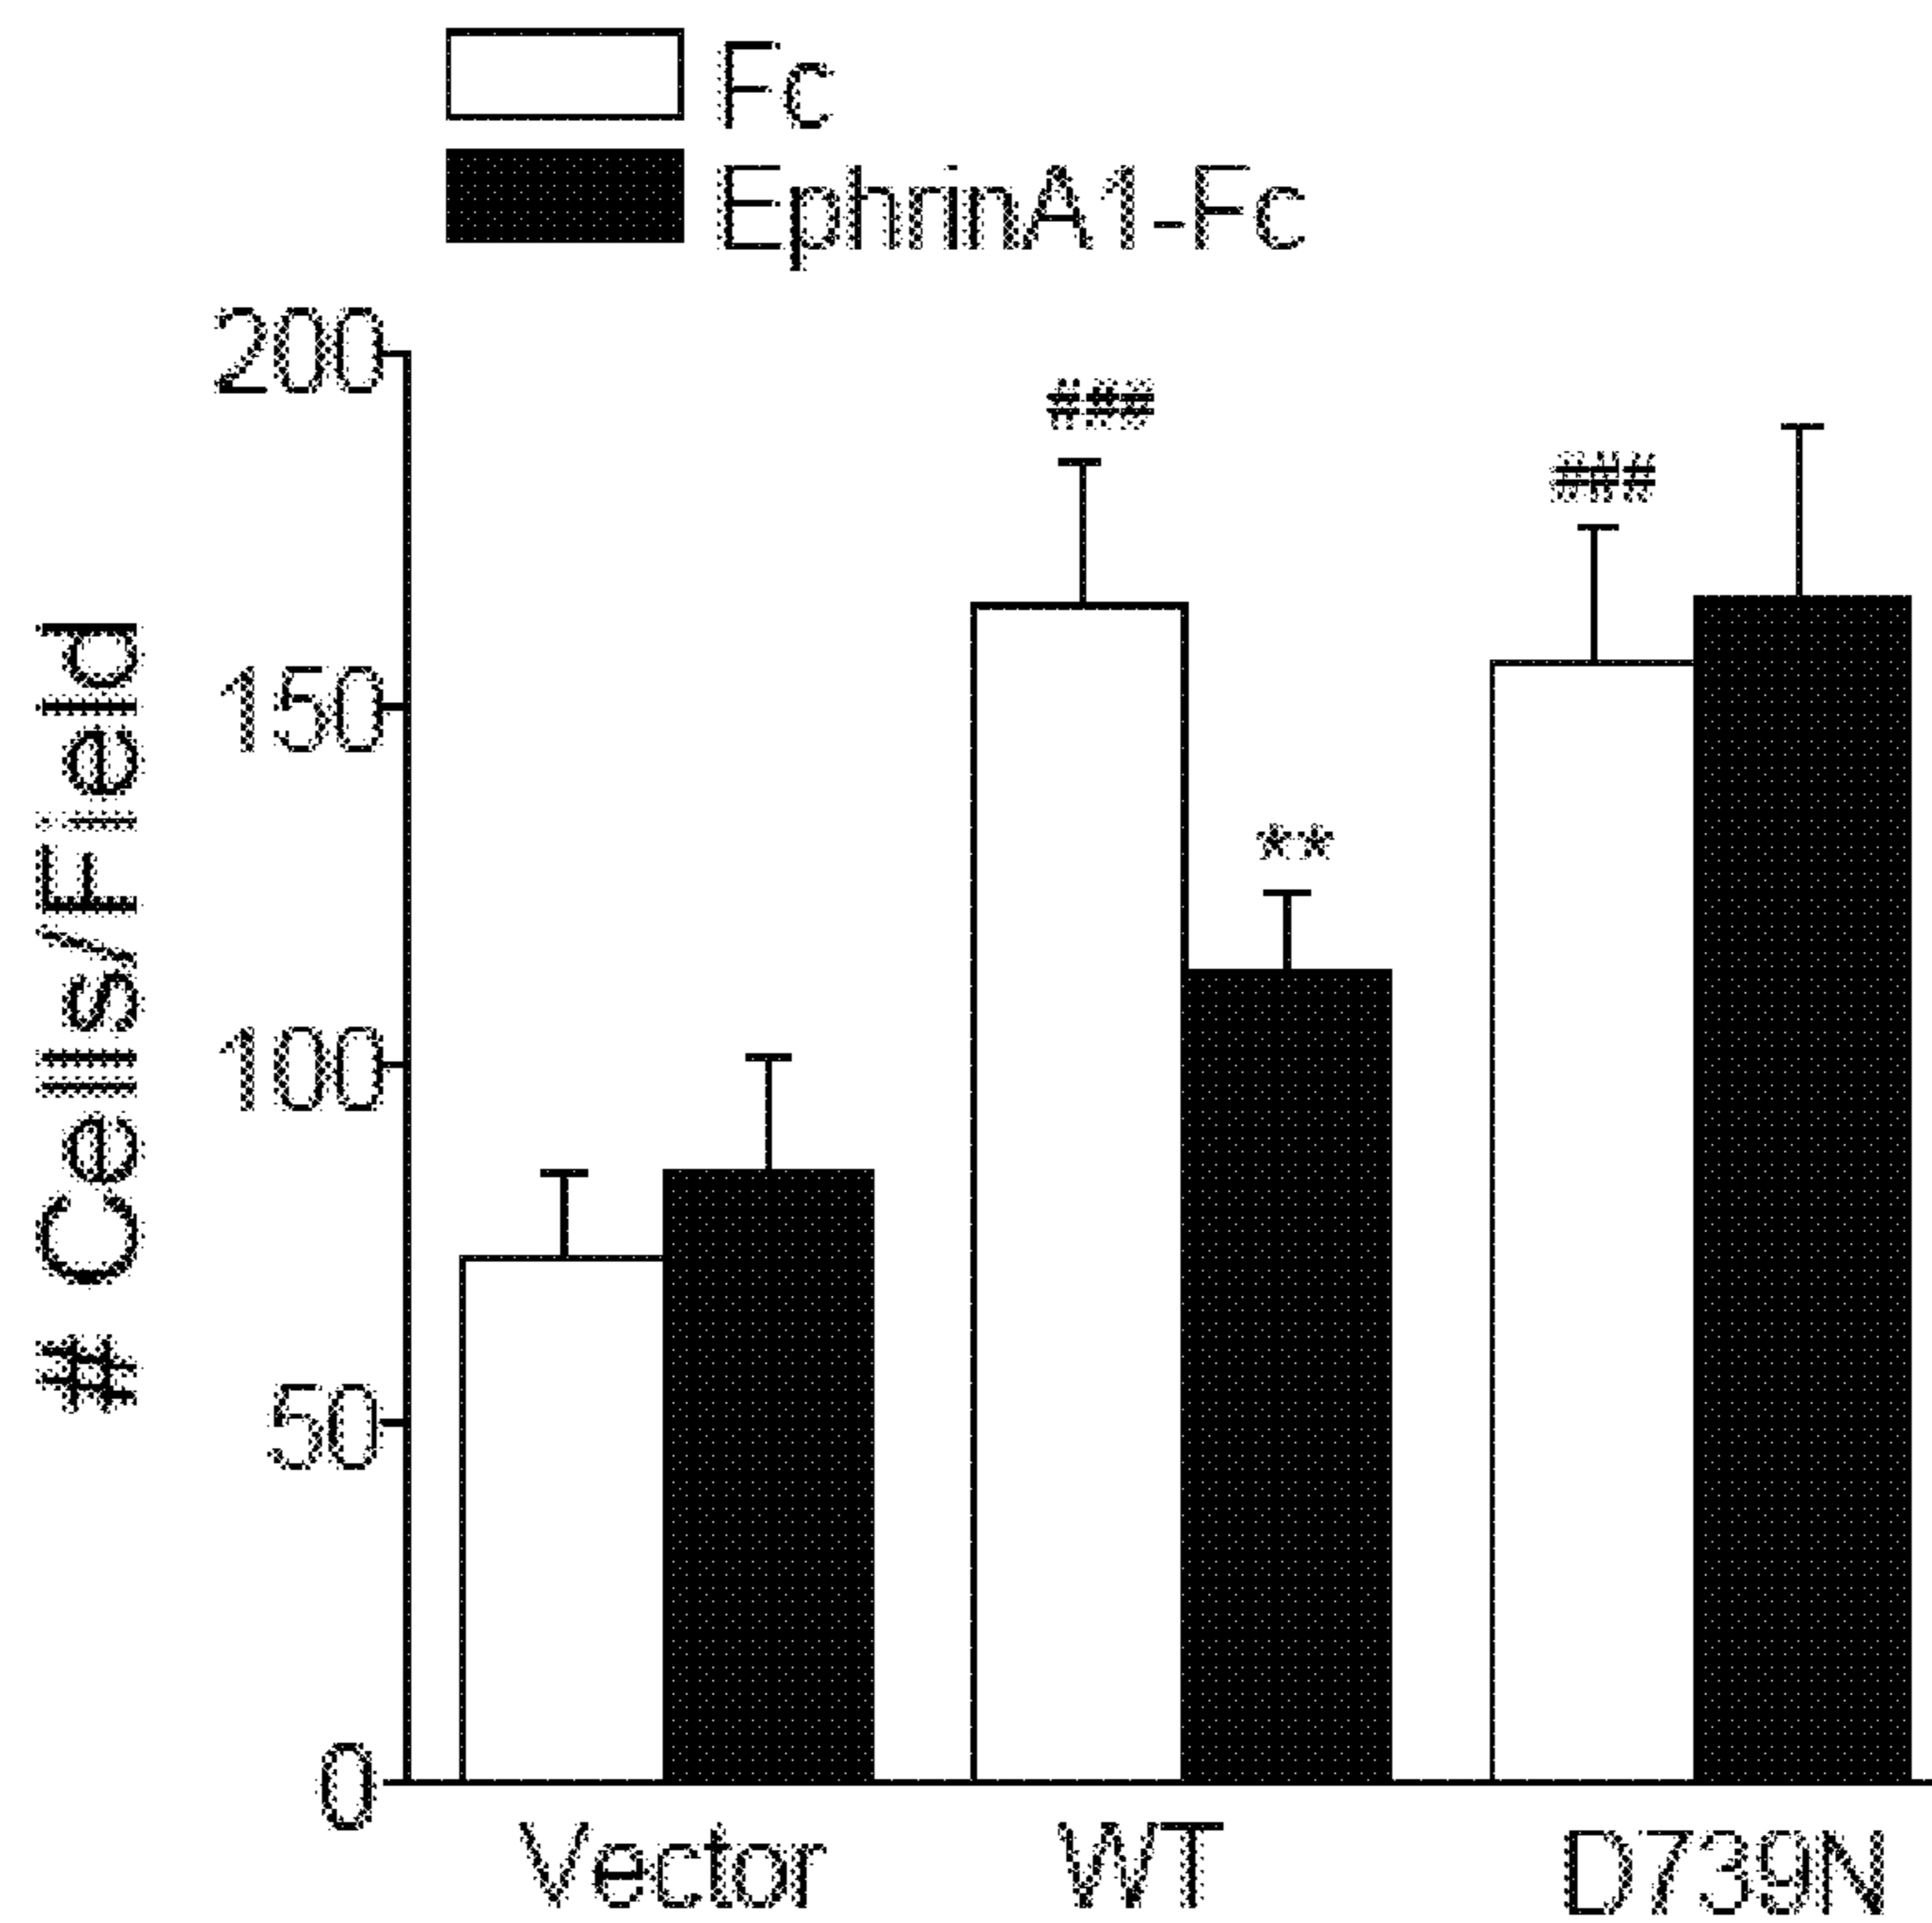 Fc
EphrinA1-Fc
# Cells/Field
200
150
100
50
0
###
###
**
Vector WT D739N